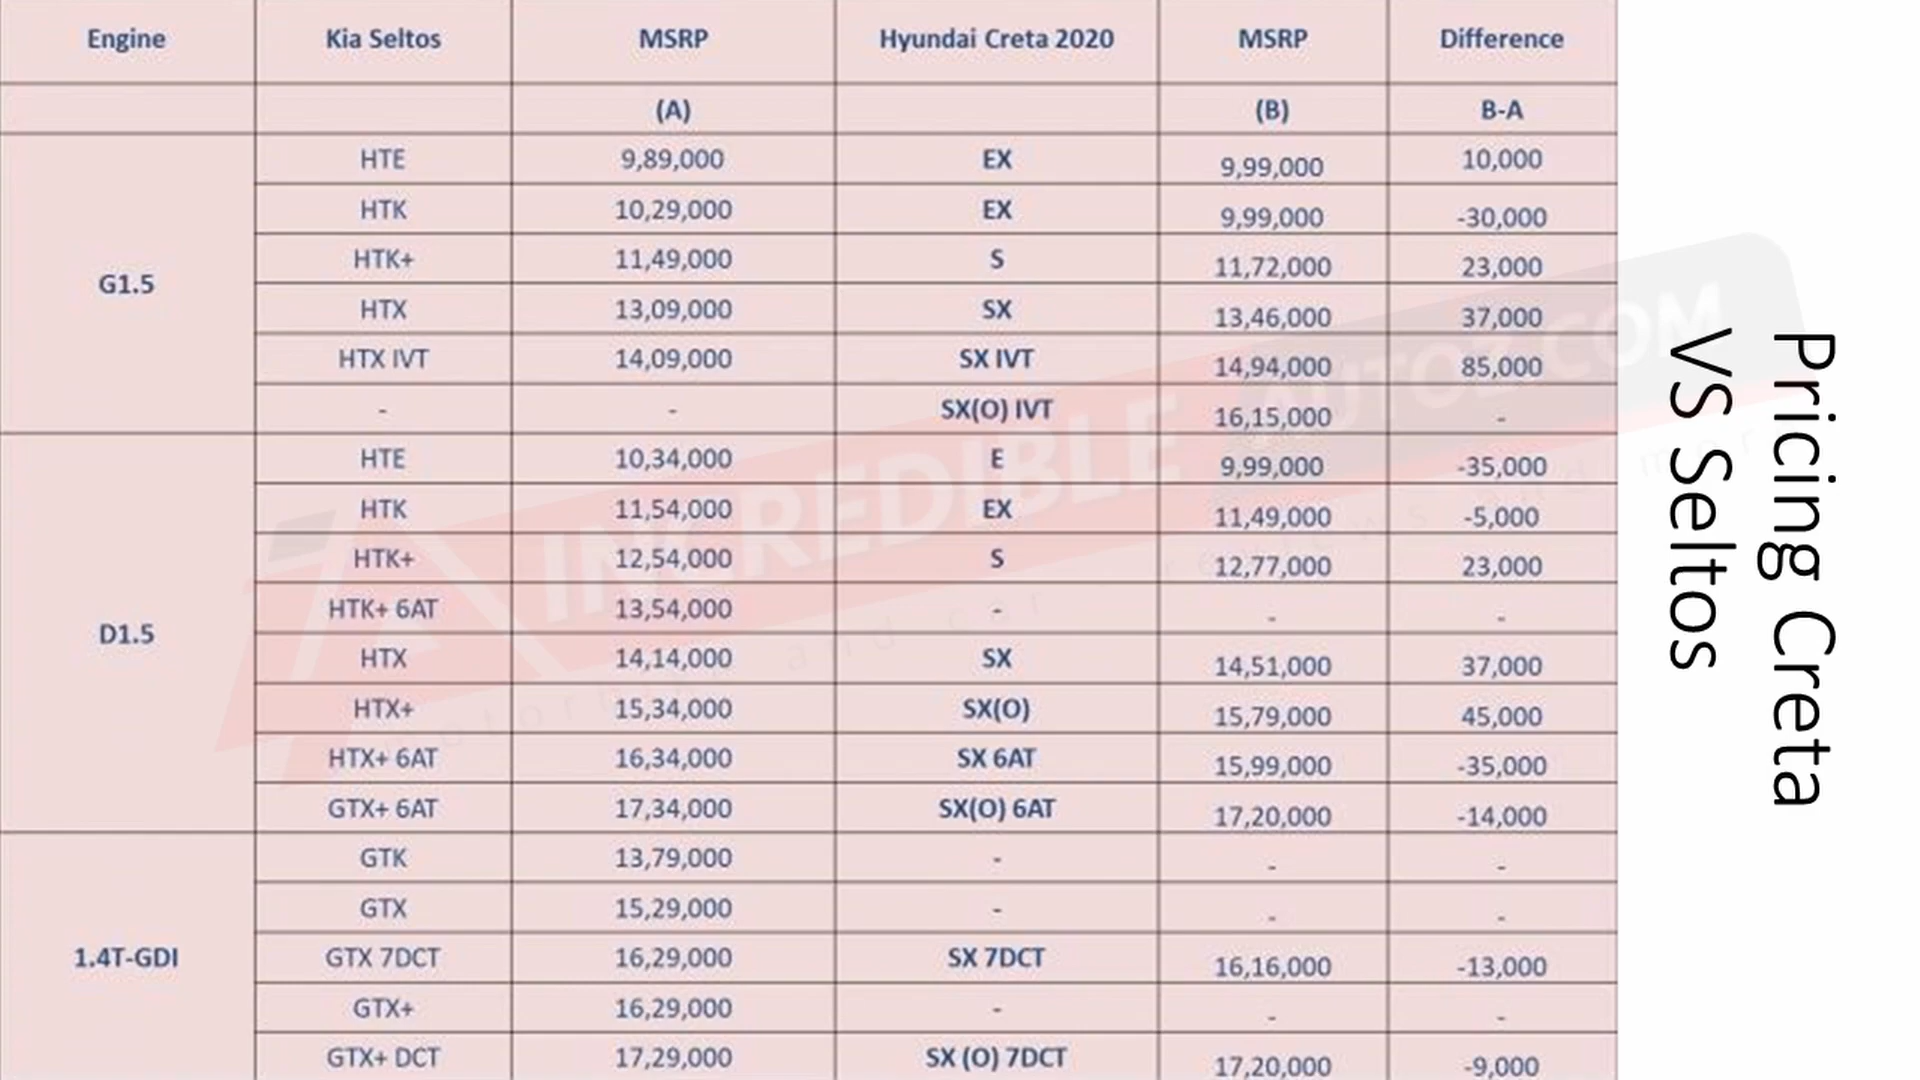 Engine Kia Seltos MSRP Hyundai Creta 2020 MSRP Difference
(A) (B) B-A
G1.5
HTE 9,89,000 EX 9,99,000 10,000
HTK 10,29,000 EX 9,99,000 -30,000
HTK+ 11,49,000 S 11,72,000 23,000
HTX 13,09,000 SX 13,46,000 37,000
HTX IVT 14,09,000 SX IVT 14,94,000 85,000
- - SX(O) IVT 16,15,000 -
D1.5
HTE 10,34,000 E 9,99,000 -35,000
HTK 11,54,000 EX 11,49,000 -5,000
HTK+ 12,54,000 S 12,77,000 23,000
HTK+ 6AT 13,54,000 - - -
HTX 14,14,000 SX 14,51,000 37,000
HTX+ 15,34,000 SX(O) 15,79,000 45,000
HTX+ 6AT 16,34,000 SX 6AT 15,99,000 -35,000
GTX+ 6AT 17,34,000 SX(O) 6AT 17,20,000 -14,000
1.4T-GDI
GTK 13,79,000 - - -
GTX 15,29,000 - - -
GTX 7DCT 16,29,000 SX 7DCT 16,16,000 -13,000
GTX+ 16,29,000 - - -
GTX+ DCT 17,29,000 SX (O) 7DCT 17,20,000 -9,000
Pricing Creta
VS Seltos
INCREDIBLE AUTOZ.COM